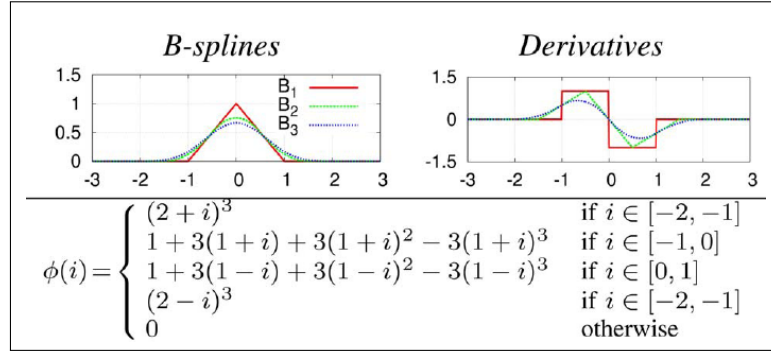 B-splines Derivatives
1.5
1
0.5
0
-3 -2 -1 0 1 2 3
B₁
B₂
B₃
1.5
0
-1.5
-3 -2 -1 0 1 2 3
(2 + i)³ if i ∈ [−2, −1]
1 + 3(1 + i) + 3(1 + i)² − 3(1 + i)³ if i ∈ [−1, 0]
ϕ(i) = { 1 + 3(1 − i) + 3(1 − i)² − 3(1 − i)³ if i ∈ [0, 1]
(2 − i)³ if i ∈ [−2, −1]
0 otherwise